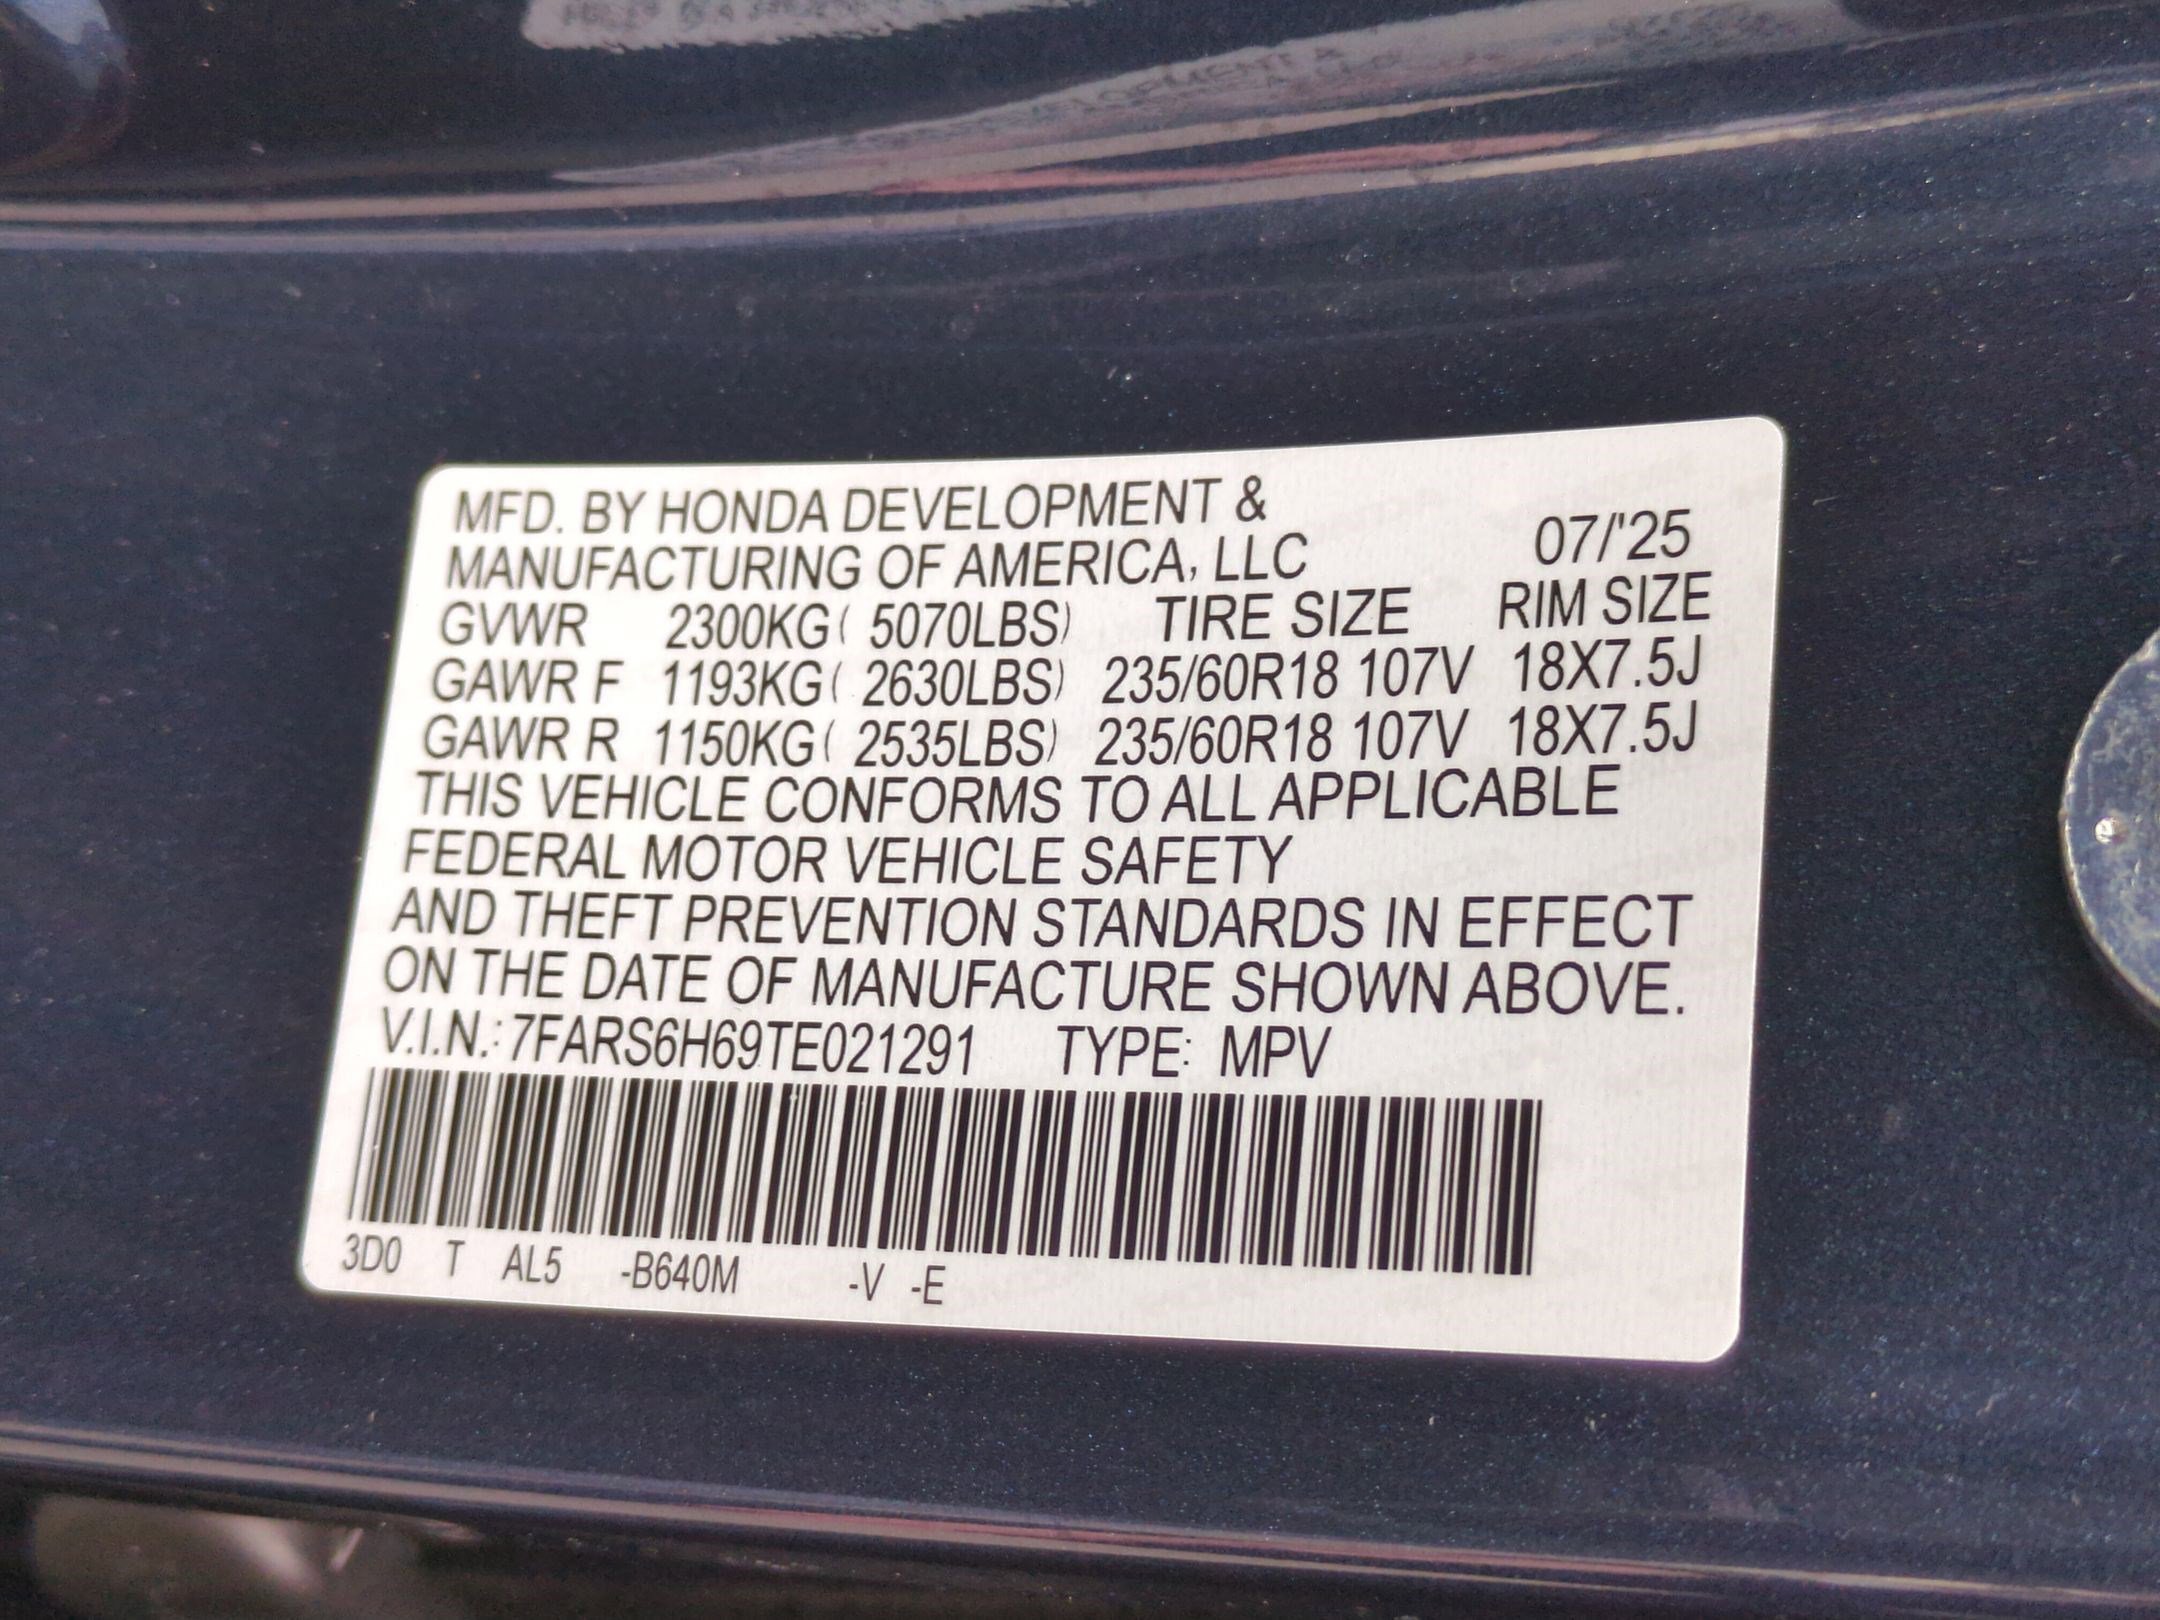 MFD. BY HONDA DEVELOPMENT &
MANUFACTURING OF AMERICA, LLC 07/'25
GVWR 2300KG( 5070LBS) TIRE SIZE RIM SIZE
GAWR F 1193KG( 2630LBS) 235/60R18 107V 18X7.5J
GAWR R 1150KG( 2535LBS) 235/60R18 107V 18X7.5J
THIS VEHICLE CONFORMS TO ALL APPLICABLE
FEDERAL MOTOR VEHICLE SAFETY
AND THEFT PREVENTION STANDARDS IN EFFECT
ON THE DATE OF MANUFACTURE SHOWN ABOVE.
V.I.N.: 7FARS6H69TE021291 TYPE: MPV
3D0 T AL5 -B640M -V -E